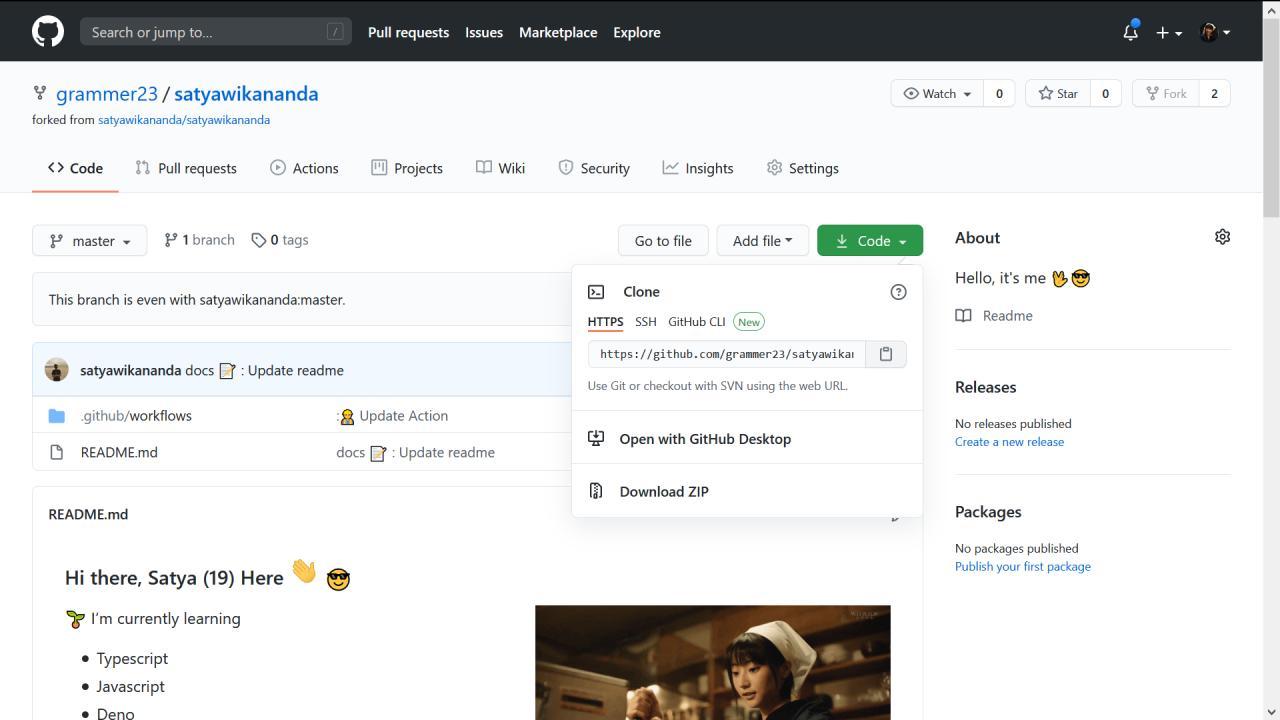 Search or jump to... /
Pull requests Issues Marketplace Explore
grammer23 / satyawikananda
Watch 0 Star 0 Fork 2
forked from satyawikananda/satyawikananda
Code Pull requests Actions Projects Wiki Security Insights Settings
master 1 branch 0 tags
Go to file Add file Code
This branch is even with satyawikananda:master.
satyawikananda docs 📝 : Update readme
.github/workflows :👷 Update Action
README.md docs 📝 : Update readme
Clone
HTTPS SSH GitHub CLI New
https://github.com/grammer23/satyawikan
Use Git or checkout with SVN using the web URL.
Open with GitHub Desktop
Download ZIP
README.md
Hi there, Satya (19) Here 👋 😎
🌱 I’m currently learning
• Typescript
• Javascript
• Deno
About
Hello, it's me 🖖😎
Readme
Releases
No releases published
Create a new release
Packages
No packages published
Publish your first package